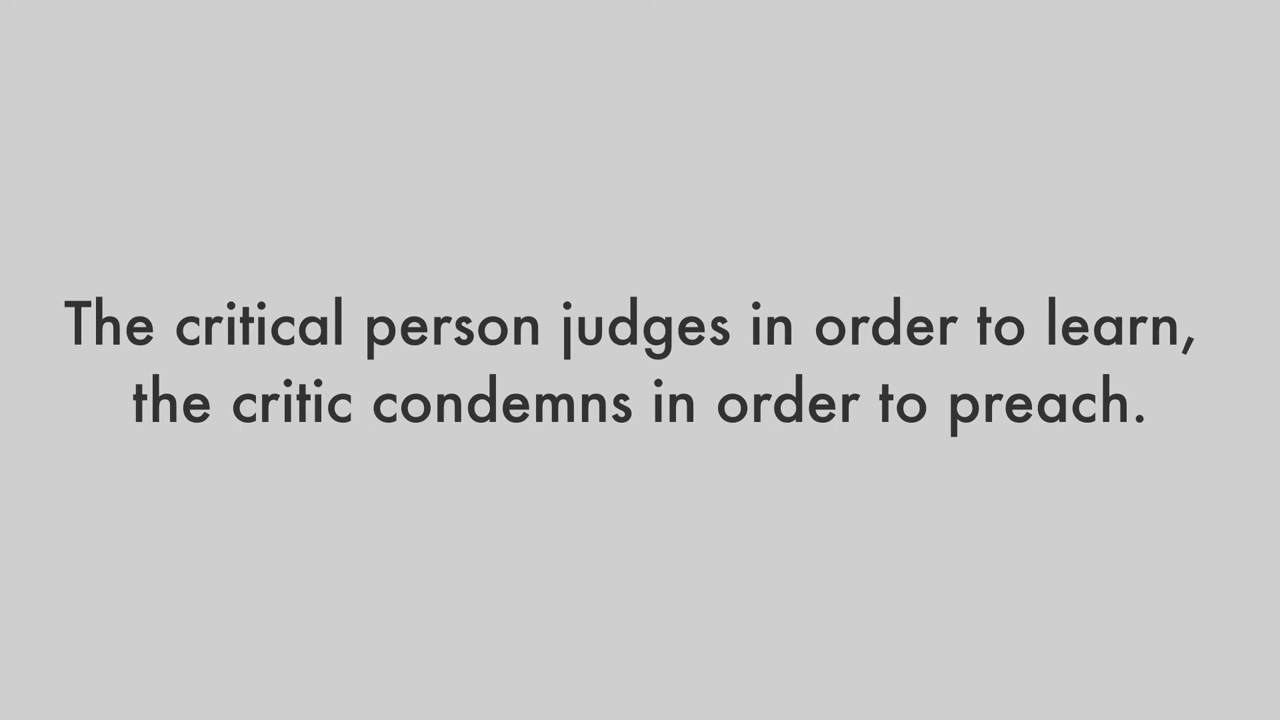 The critical person judges in order to learn,
the critic condemns in order to preach.